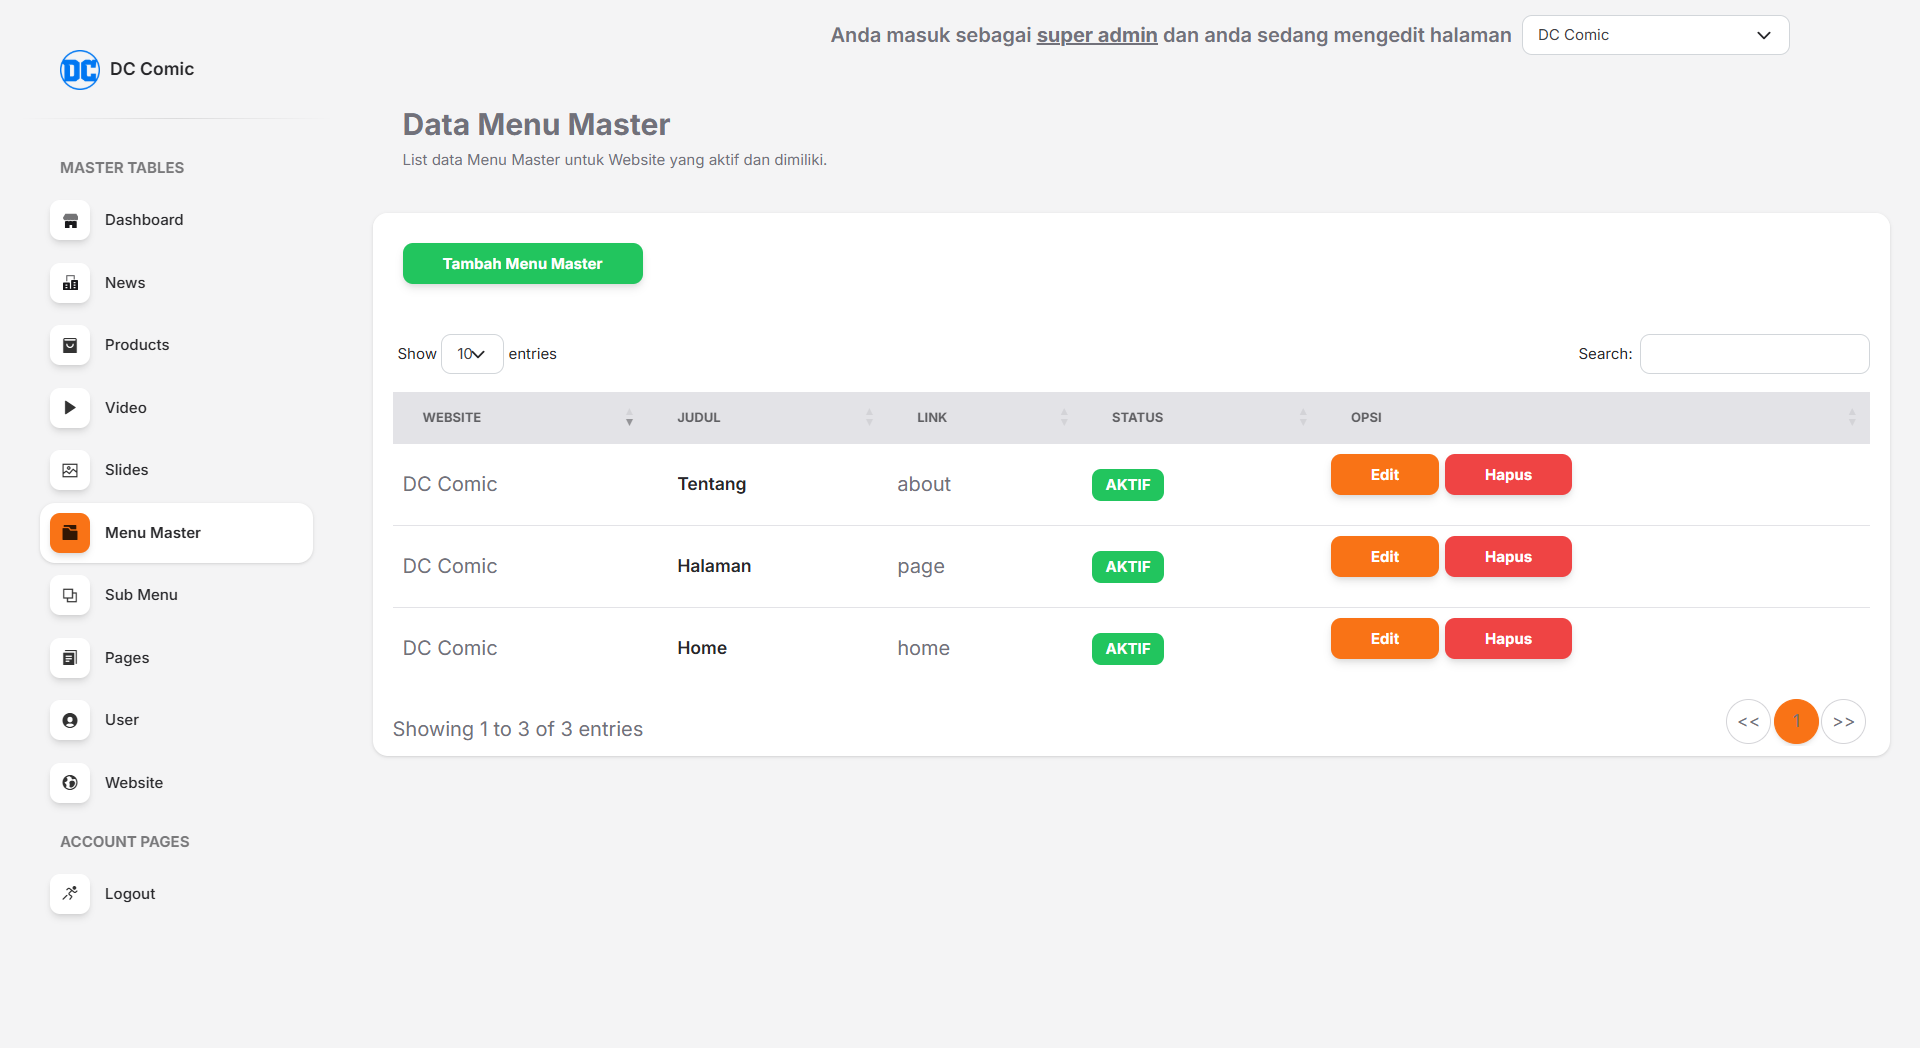 Anda masuk sebagai super admin dan anda sedang mengedit halaman DC Comic
DC DC Comic
Data Menu Master
List data Menu Master untuk Website yang aktif dan dimiliki.
MASTER TABLES
Dashboard
News
Products
Video
Slides
Menu Master
Sub Menu
Pages
User
Website
ACCOUNT PAGES
Logout
Tambah Menu Master
Show 10 entries Search:
WEBSITE JUDUL LINK STATUS OPSI
DC Comic Tentang about AKTIF Edit Hapus
DC Comic Halaman page AKTIF Edit Hapus
DC Comic Home home AKTIF Edit Hapus
Showing 1 to 3 of 3 entries << 1 >>